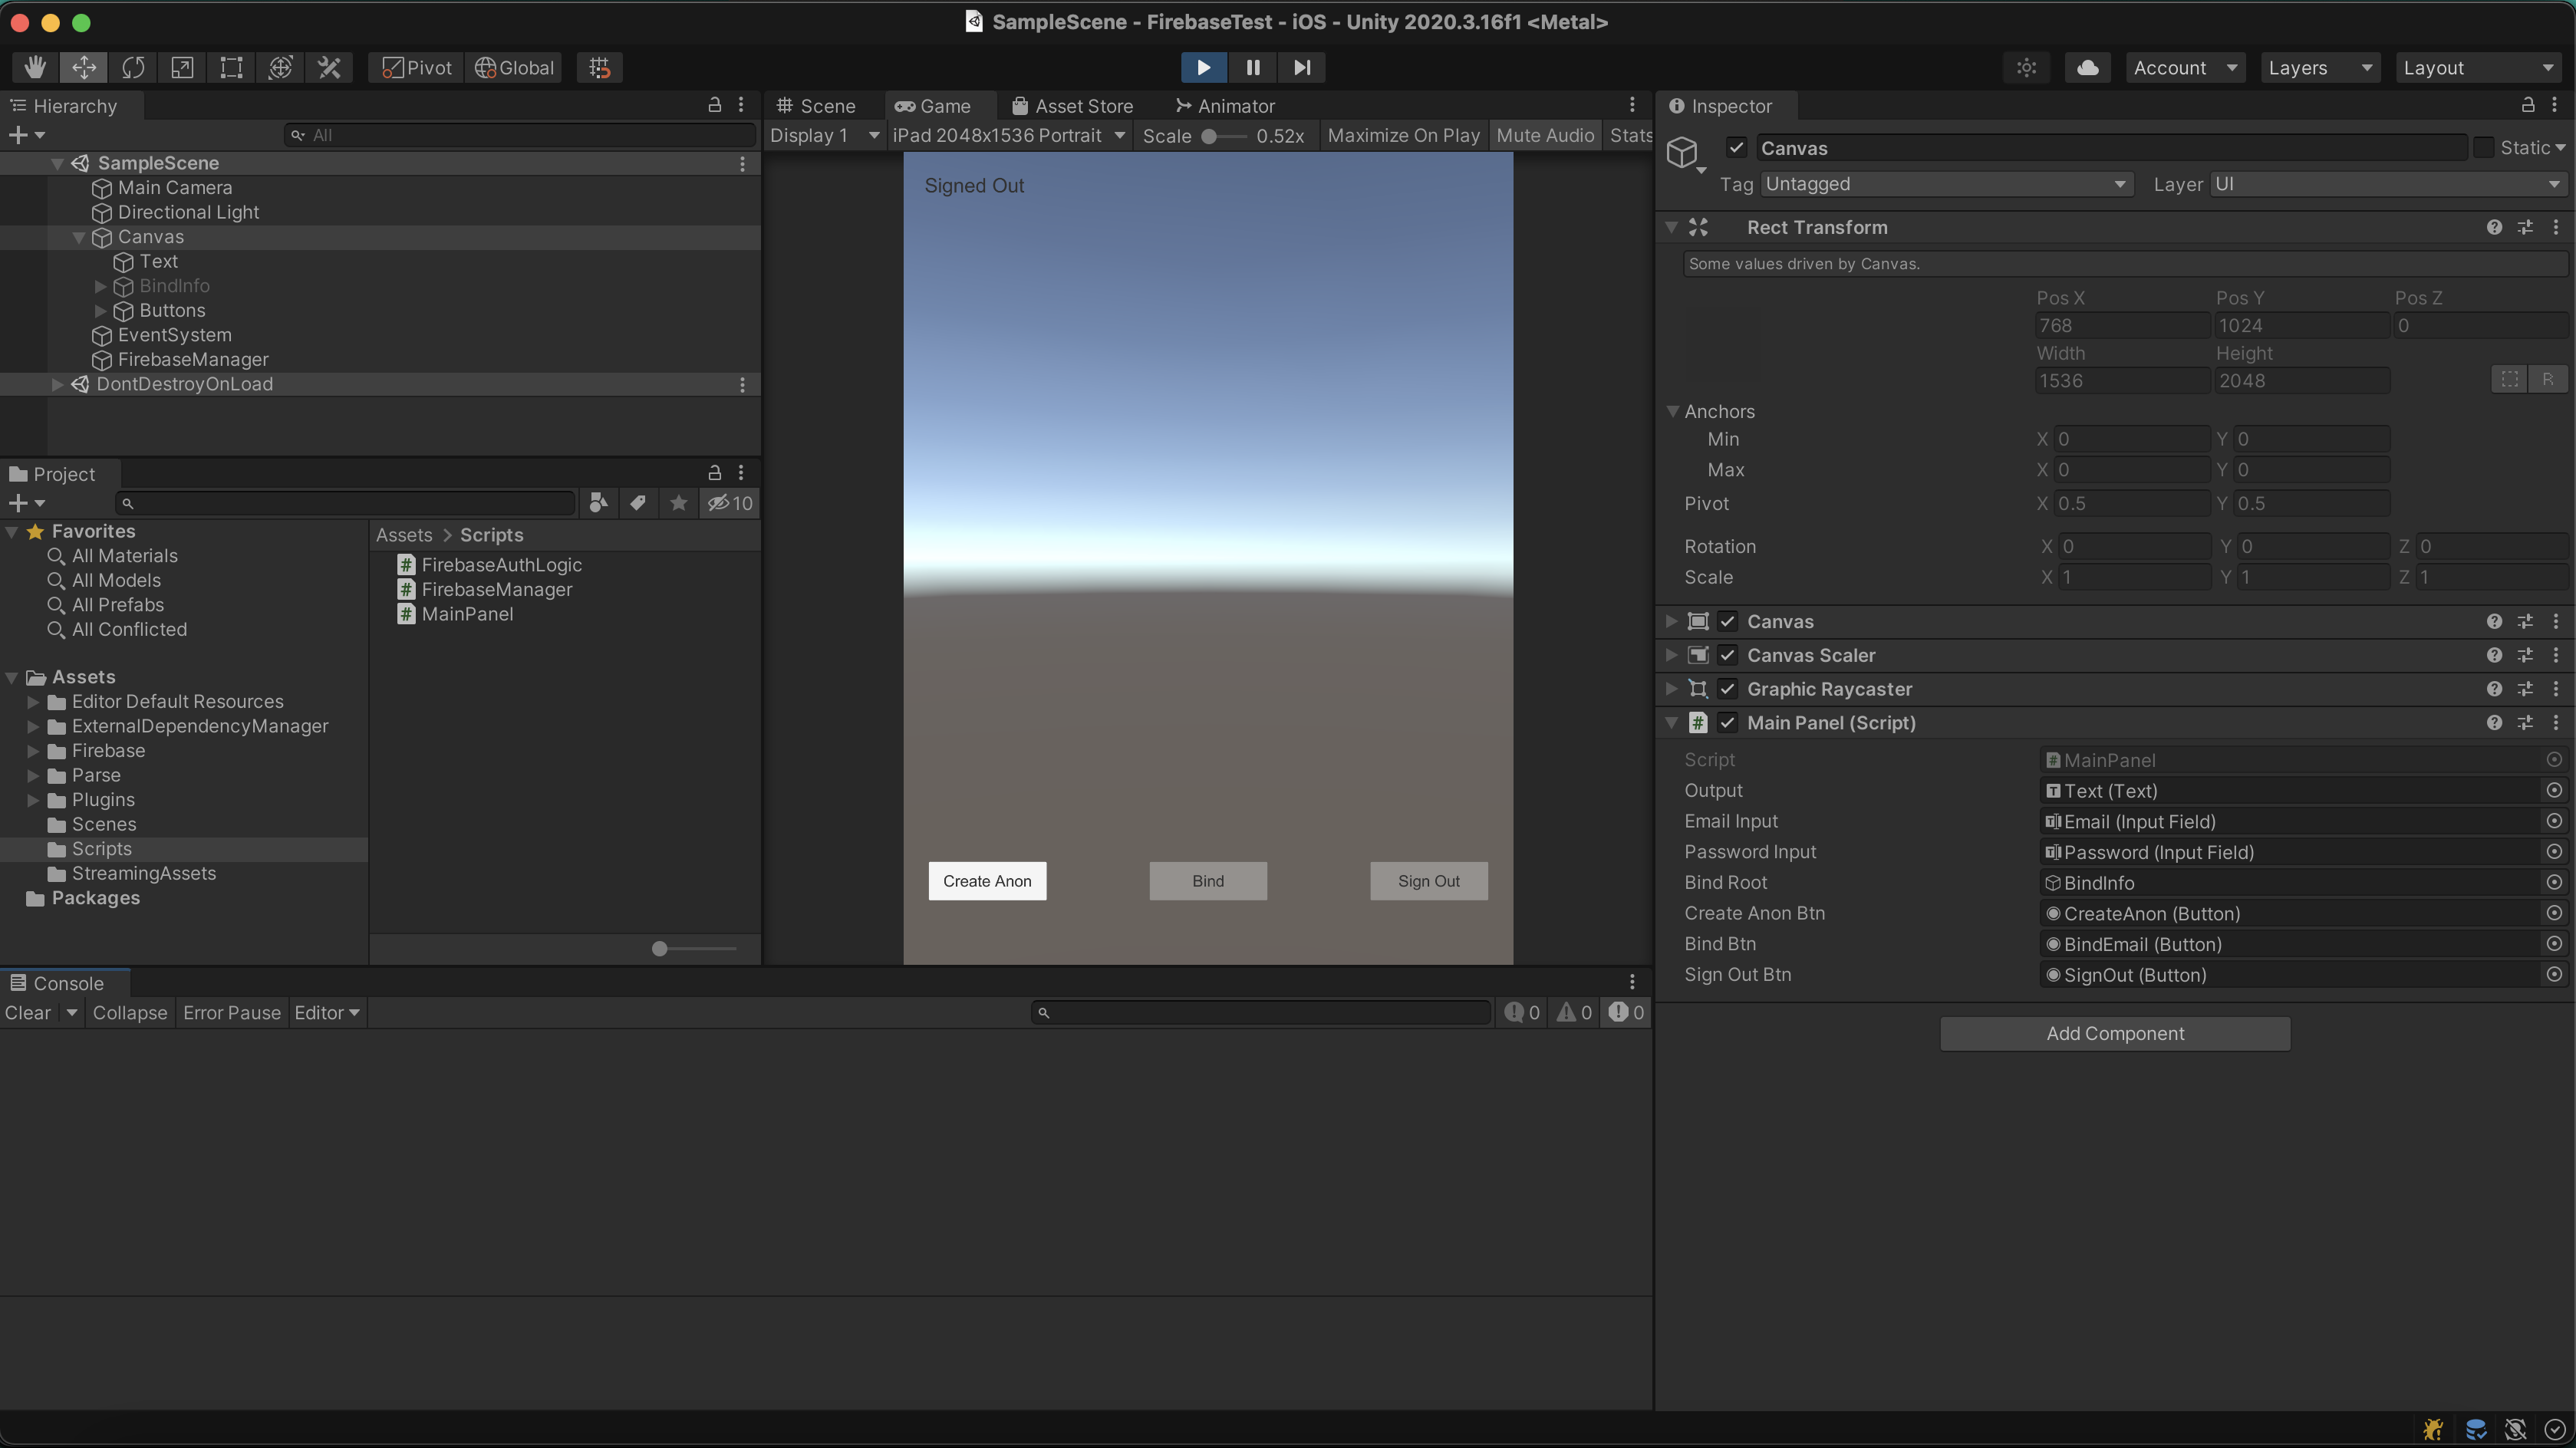 SampleScene - FirebaseTest - iOS - Unity 2020.3.16f1 <Metal>
Pivot Global Account Layers Layout
Hierarchy
All
SampleScene
Main Camera
Directional Light
Canvas
Text
BindInfo
Buttons
EventSystem
FirebaseManager
DontDestroyOnLoad
Project
10
Favorites
All Materials
All Models
All Prefabs
All Conflicted
Assets
Editor Default Resources
ExternalDependencyManager
Firebase
Parse
Plugins
Scenes
Scripts
StreamingAssets
Packages
Assets > Scripts
FirebaseAuthLogic
FirebaseManager
MainPanel
Scene Game Asset Store Animator
Display 1 iPad 2048x1536 Portrait Scale 0.52x Maximize On Play Mute Audio Stats
Signed Out
Create Anon Bind Sign Out
Console
Clear Collapse Error Pause Editor 0 0 0
Inspector
Canvas Static
Tag Untagged Layer UI
Rect Transform
Some values driven by Canvas.
Pos X Pos Y Pos Z
768 1024 0
Width Height
1536 2048 R
Anchors
Min X 0 Y 0
Max X 0 Y 0
Pivot X 0.5 Y 0.5
Rotation X 0 Y 0 Z 0
Scale X 1 Y 1 Z 1
Canvas
Canvas Scaler
Graphic Raycaster
# Main Panel (Script)
Script MainPanel
Output Text (Text)
Email Input Email (Input Field)
Password Input Password (Input Field)
Bind Root BindInfo
Create Anon Btn CreateAnon (Button)
Bind Btn BindEmail (Button)
Sign Out Btn SignOut (Button)
Add Component